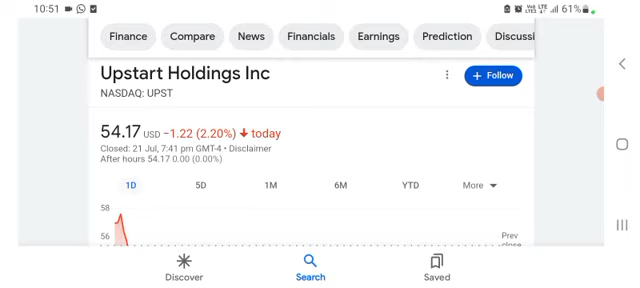 10:51 61%
Finance Compare News Financials Earnings Prediction Discussi
Upstart Holdings Inc
+ Follow
NASDAQ: UPST
54.17 USD −1.22 (2.20%) today
Closed: 21 Jul, 7:41 pm GMT-4 • Disclaimer
After hours 54.17 0.00 (0.00%)
1D 5D 1M 6M YTD More
58
56
Prev
close
Discover Search Saved